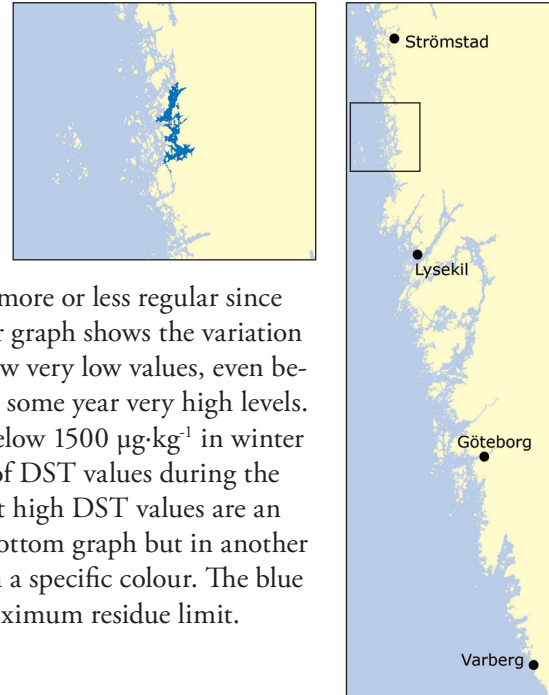 more or less regular since
r graph shows the variation
w very low values, even be-
some year very high levels.
elow 1500 µg·kg⁻¹ in winter
of DST values during the
t high DST values are an
ottom graph but in another
a specific colour. The blue
ximum residue limit.
Strömstad
Lysekil
Göteborg
Varberg